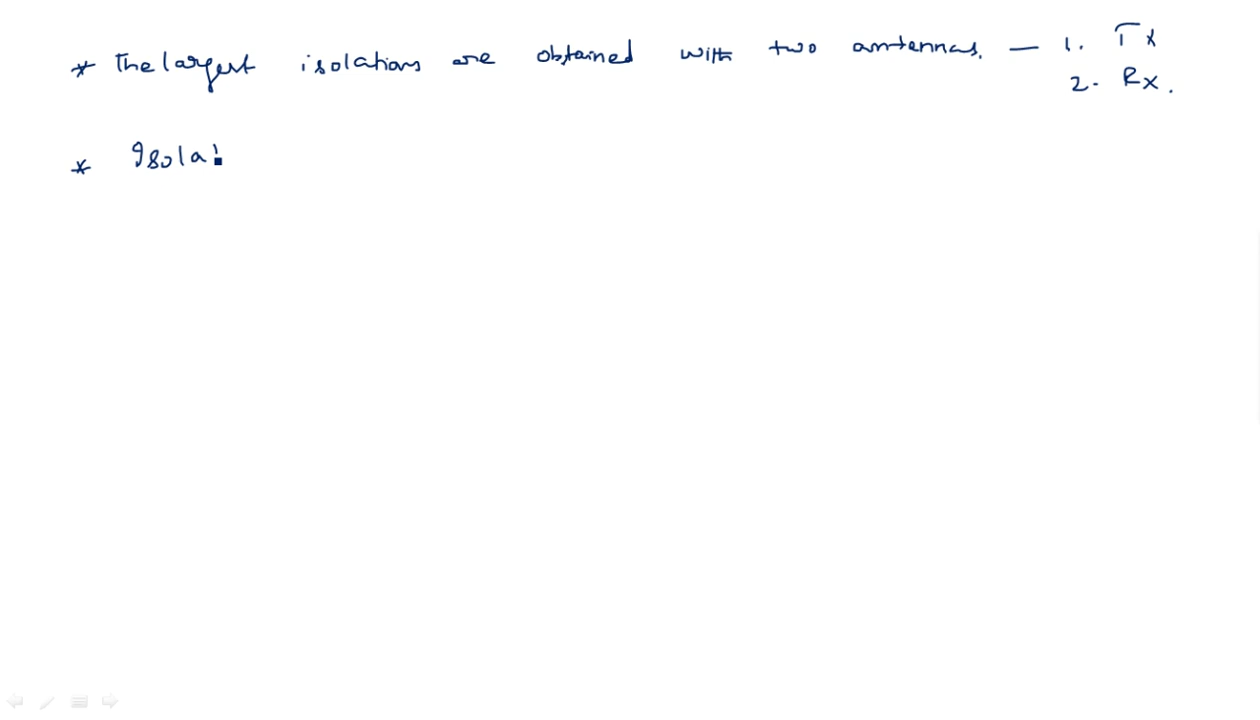 * The largest isolations are obtained with two antennas. — 1. Tx
2. Rx.
* Isola